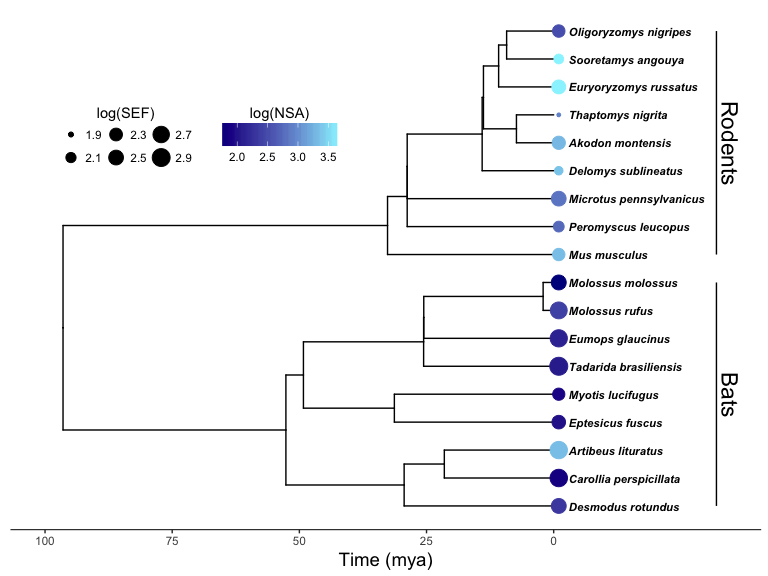 Oligoryzomys nigripes
Sooretamys angouya
Euryoryzomys russatus
Thaptomys nigrita
Akodon montensis
Delomys sublineatus
Microtus pennsylvanicus
Peromyscus leucopus
Mus musculus
Rodents
log(SEF)
1.9 2.3 2.7
2.1 2.5 2.9
log(NSA)
2.0 2.5 3.0 3.5
Molossus molossus
Molossus rufus
Eumops glaucinus
Tadarida brasiliensis
Myotis lucifugus
Eptesicus fuscus
Artibeus lituratus
Carollia perspicillata
Desmodus rotundus
Bats
100 75 50 25 0
Time (mya)